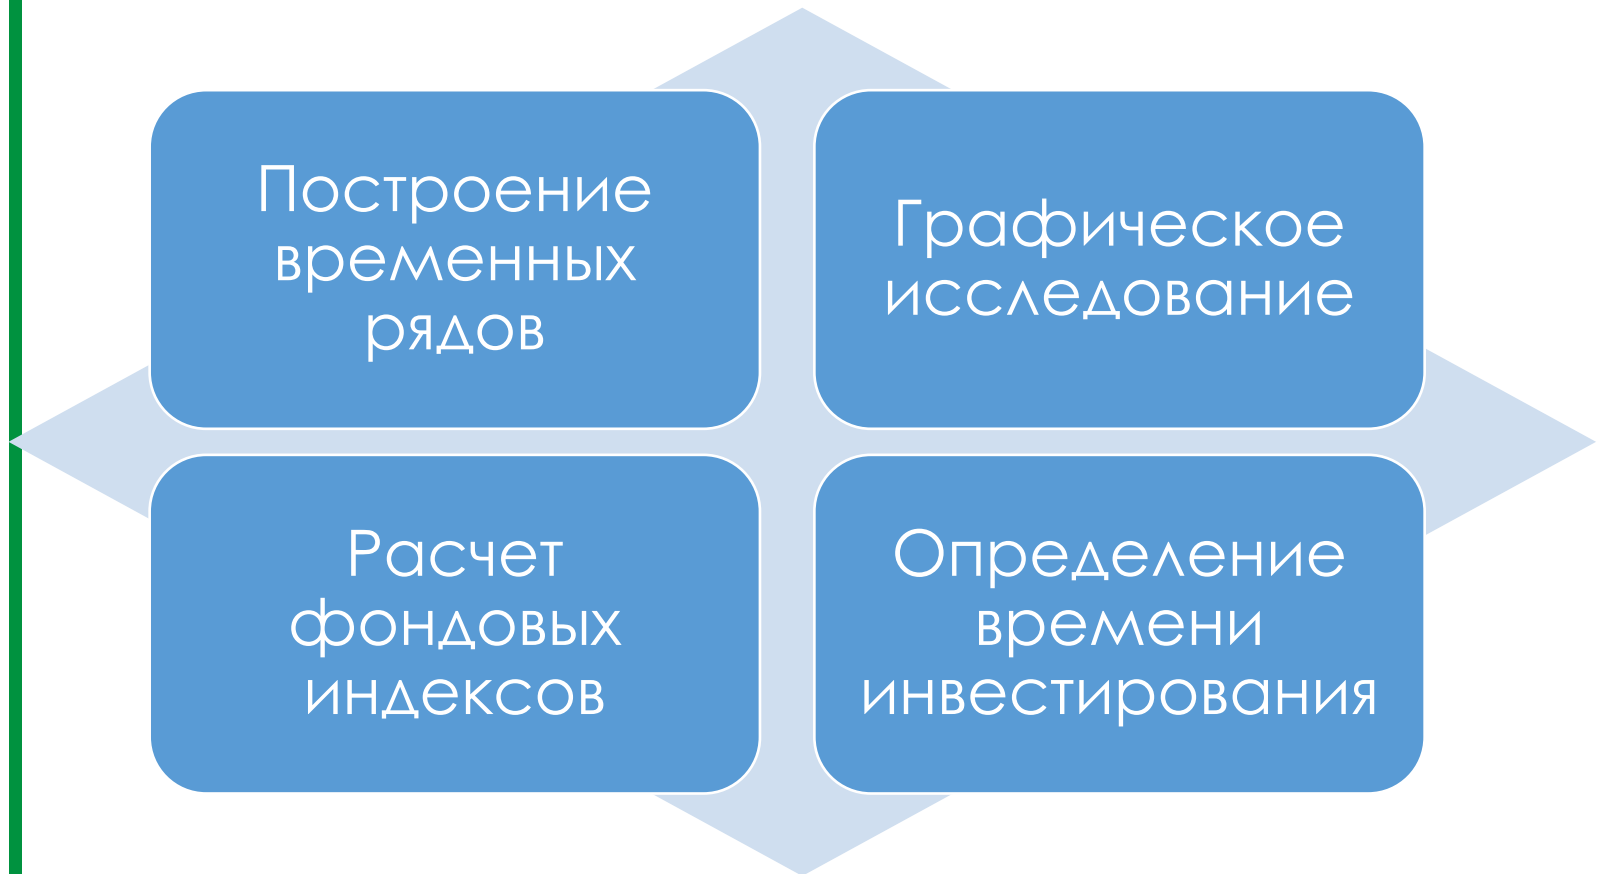 Построение
временных
рядов
Графическое
исследование
Расчет
фондовых
индексов
Определение
времени
инвестирования